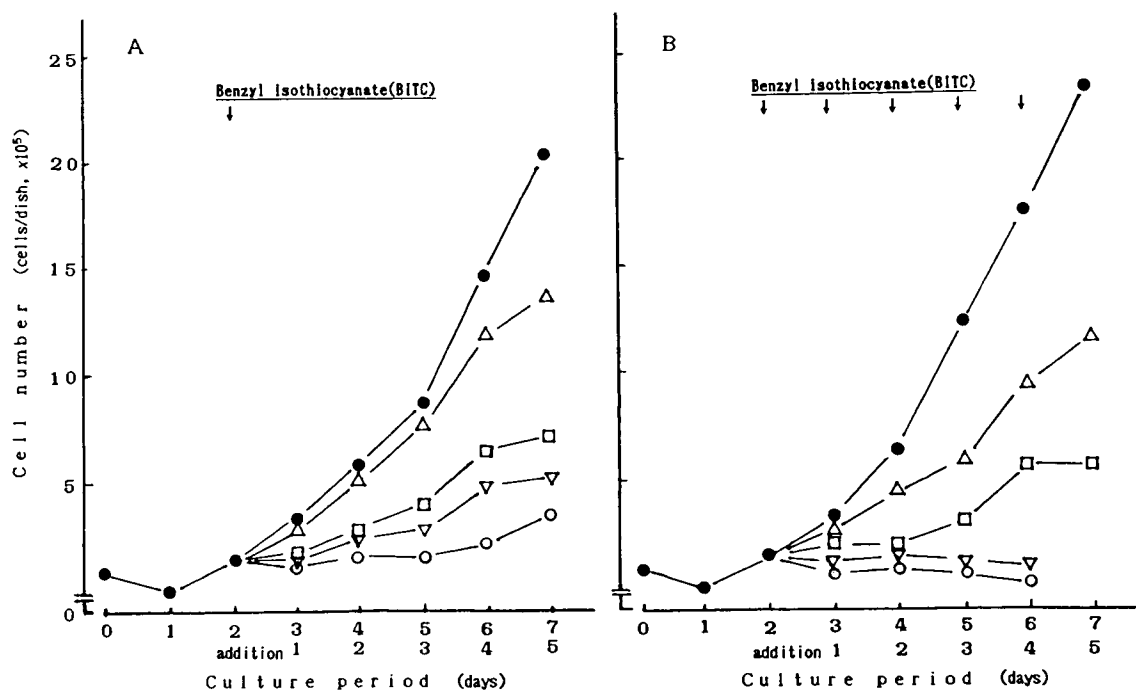 A
Benzyl isothiocyanate(BITC)
25
20
15
10
5
0
Cell number (cells/dish, x10⁵)
0 1 2 3 4 5 6 7
addition 1 2 3 4 5
Culture period (days)
B
Benzyl isothiocyanate(BITC)
0 1 2 3 4 5 6 7
addition 1 2 3 4 5
Culture period (days)